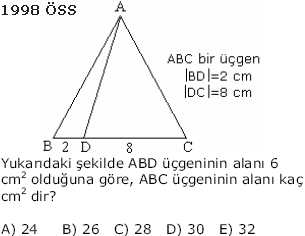 1998 ÖSS
A
ABC bir üçgen
|BD|=2 cm
|DC|=8 cm
B 2 D 8 C
Yukarıdaki şekilde ABD üçgeninin alanı 6
cm² olduğuna göre, ABC üçgeninin alanı kaç
cm² dir?
A) 24 B) 26 C) 28 D) 30 E) 32